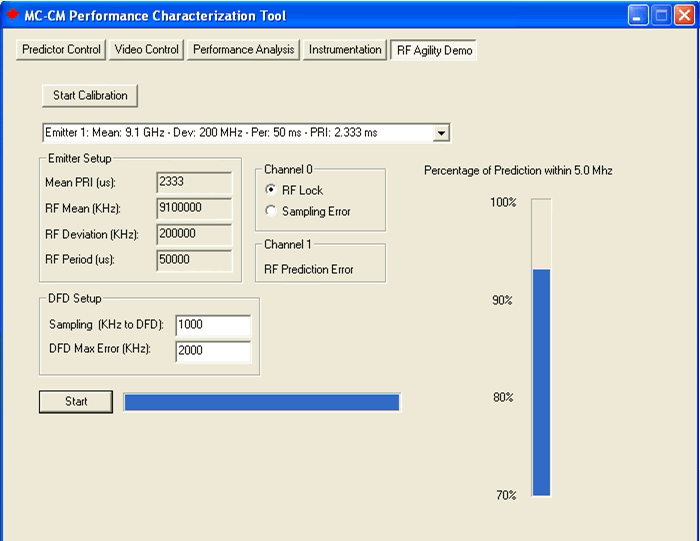 MC-CM Performance Characterization Tool
Predictor Control Video Control Performance Analysis Instrumentation RF Agility Demo
Start Calibration
Emitter 1: Mean: 9.1 GHz - Dev: 200 MHz - Per: 50 ms - PRI: 2.333 ms
Emitter Setup
Mean PRI (us): 2333
RF Mean (KHz): 9100000
RF Deviation (KHz): 200000
RF Period (us): 50000
Channel 0
RF Lock
Sampling Error
Channel 1
RF Prediction Error
DFD Setup
Sampling (KHz to DFD): 1000
DFD Max Error (KHz): 2000
Start
Percentage of Prediction within 5.0 Mhz
100%
90%
80%
70%